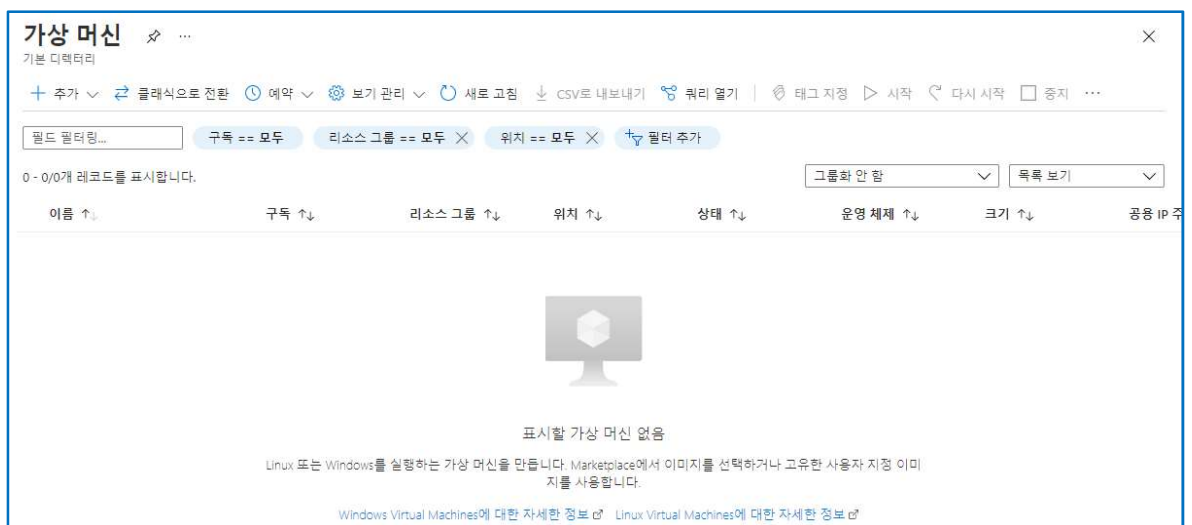 가상 머신 ···
기본 디렉터리
추가 클래식으로 전환 예약 보기 관리 새로 고침 CSV로 내보내기 쿼리 열기 태그 지정 시작 다시 시작 중지 ···
필드 필터링... 구독 == 모두 리소스 그룹 == 모두 위치 == 모두 필터 추가
0 - 0/0개 레코드를 표시합니다. 그룹화 안 함 목록 보기
이름 구독 리소스 그룹 위치 상태 운영 체제 크기 공용 IP 주
표시할 가상 머신 없음
Linux 또는 Windows를 실행하는 가상 머신을 만듭니다. Marketplace에서 이미지를 선택하거나 고유한 사용자 지정 이미
지를 사용합니다.
Windows Virtual Machines에 대한 자세한 정보 Linux Virtual Machines에 대한 자세한 정보